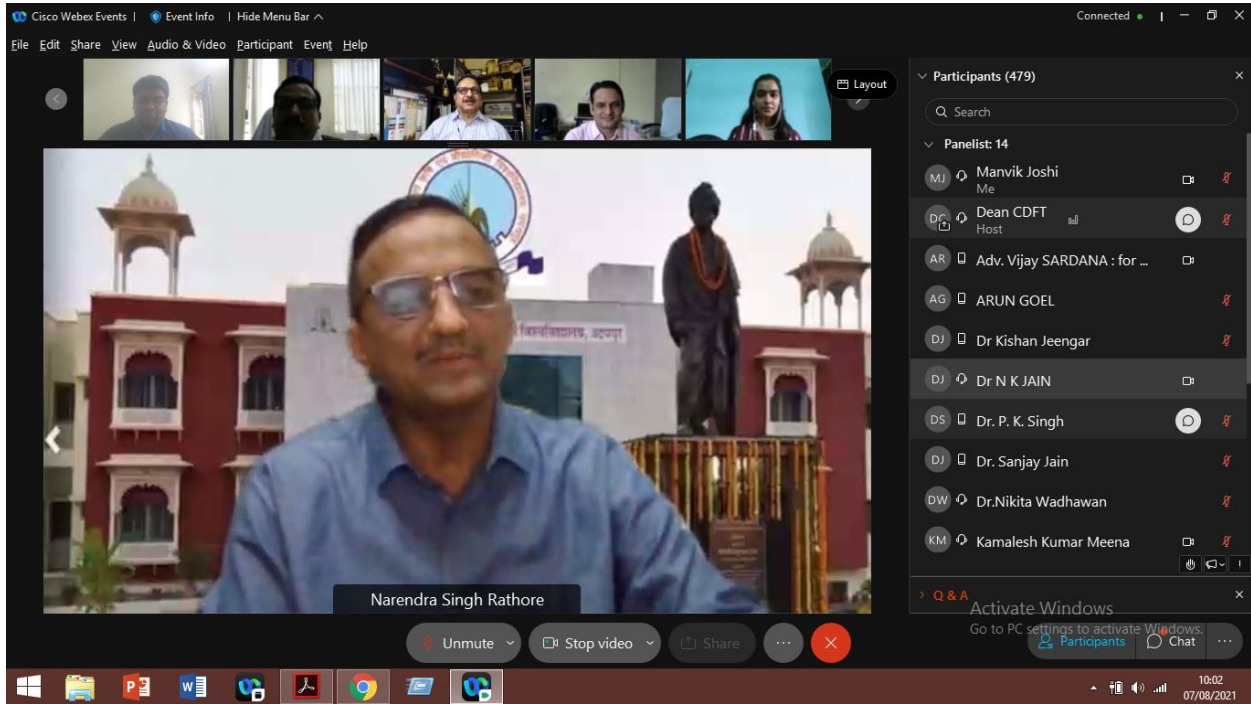 Cisco Webex Events | Event Info | Hide Menu Bar
Connected
File Edit Share View Audio & Video Participant Event Help
Layout
Participants (479)
Search
Panelist: 14
MJ Manvik Joshi
Me
DC Dean CDFT
Host
AR Adv. Vijay SARDANA : for ...
AG ARUN GOEL
DJ Dr Kishan Jeengar
DJ Dr N K JAIN
DS Dr. P. K. Singh
DJ Dr. Sanjay Jain
DW Dr.Nikita Wadhawan
KM Kamalesh Kumar Meena
विश्वविद्यालय, उदयपुर
Narendra Singh Rathore
Q & A
Activate Windows
Go to PC settings to activate Windows.
Unmute Stop video Share ... Participants Chat ...
10:02
07/08/2021